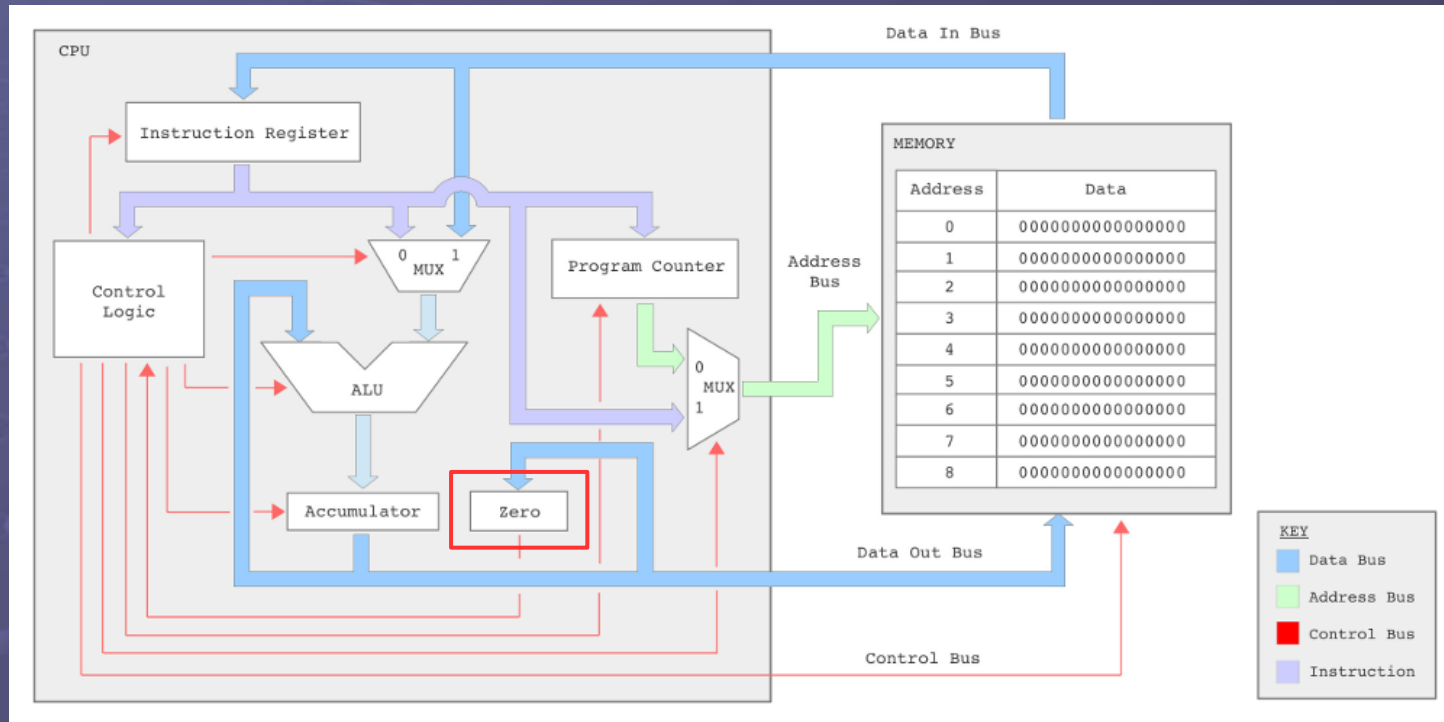 Data In Bus
CPU
Instruction Register
MEMORY
Address Data
0 0000000000000000
1 0000000000000000
2 0000000000000000
3 0000000000000000
4 0000000000000000
5 0000000000000000
6 0000000000000000
7 0000000000000000
8 0000000000000000
Control
Logic
0 1
MUX
Program Counter
Address
Bus
ALU
0
MUX
1
Accumulator
Zero
Data Out Bus
Control Bus
KEY
Data Bus
Address Bus
Control Bus
Instruction